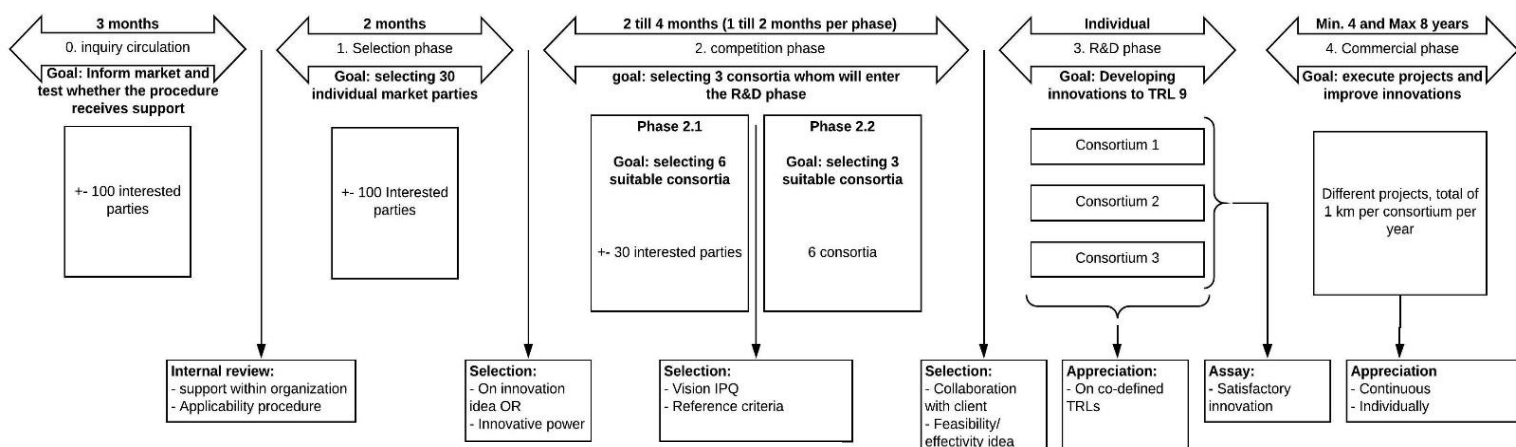 3 months
0. inquiry circulation
Goal: Inform market and
test whether the procedure
receives support
+- 100 interested
parties
2 months
1. Selection phase
Goal: selecting 30
individual market parties
+- 100 Interested
parties
2 till 4 months (1 till 2 months per phase)
2. competition phase
goal: selecting 3 consortia whom will enter
the R&D phase
Phase 2.1
Goal: selecting 6
suitable consortia
+- 30 interested parties
Phase 2.2
Goal: selecting 3
suitable consortia
6 consortia
Individual
3. R&D phase
Goal: Developing
innovations to TRL 9
Consortium 1
Consortium 2
Consortium 3
Min. 4 and Max 8 years
4. Commercial phase
Goal: execute projects and
improve innovations
Different projects, total of
1 km per consortium per
year
Internal review:
- support within organization
- Applicability procedure
Selection:
- On innovation
idea OR
- Innovative power
Selection:
- Vision IPQ
- Reference criteria
Selection:
- Collaboration
with client
- Feasibility/
effectivity idea
Appreciation:
- On co-defined
TRLs
Assay:
- Satisfactory
innovation
Appreciation
- Continuous
- Individually